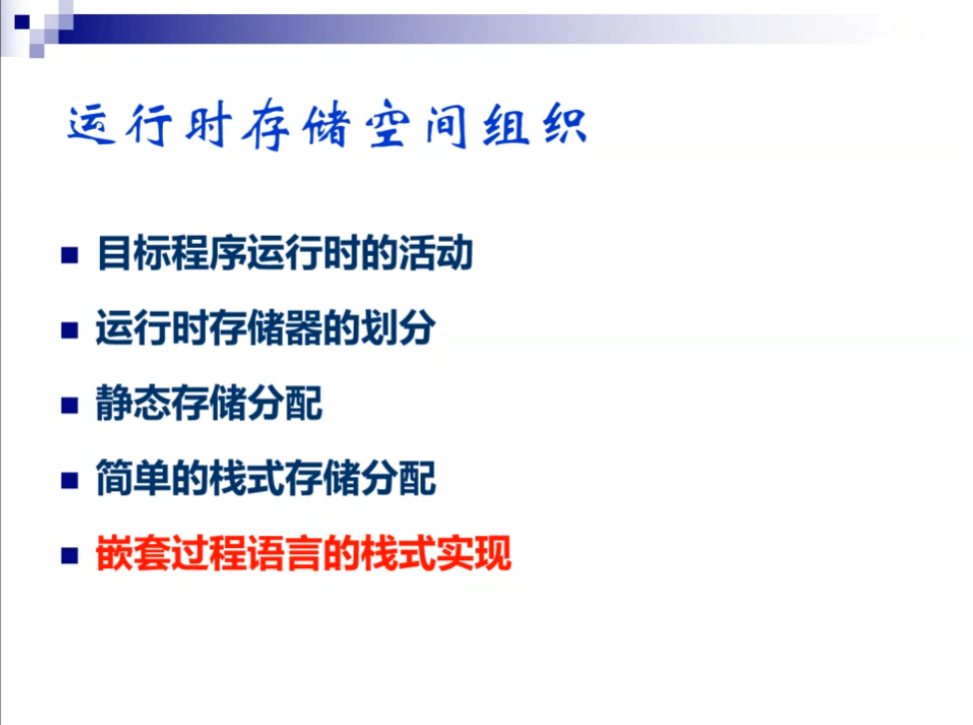 运行时存储空间组织
目标程序运行时的活动
运行时存储器的划分
静态存储分配
简单的栈式存储分配
嵌套过程语言的栈式实现